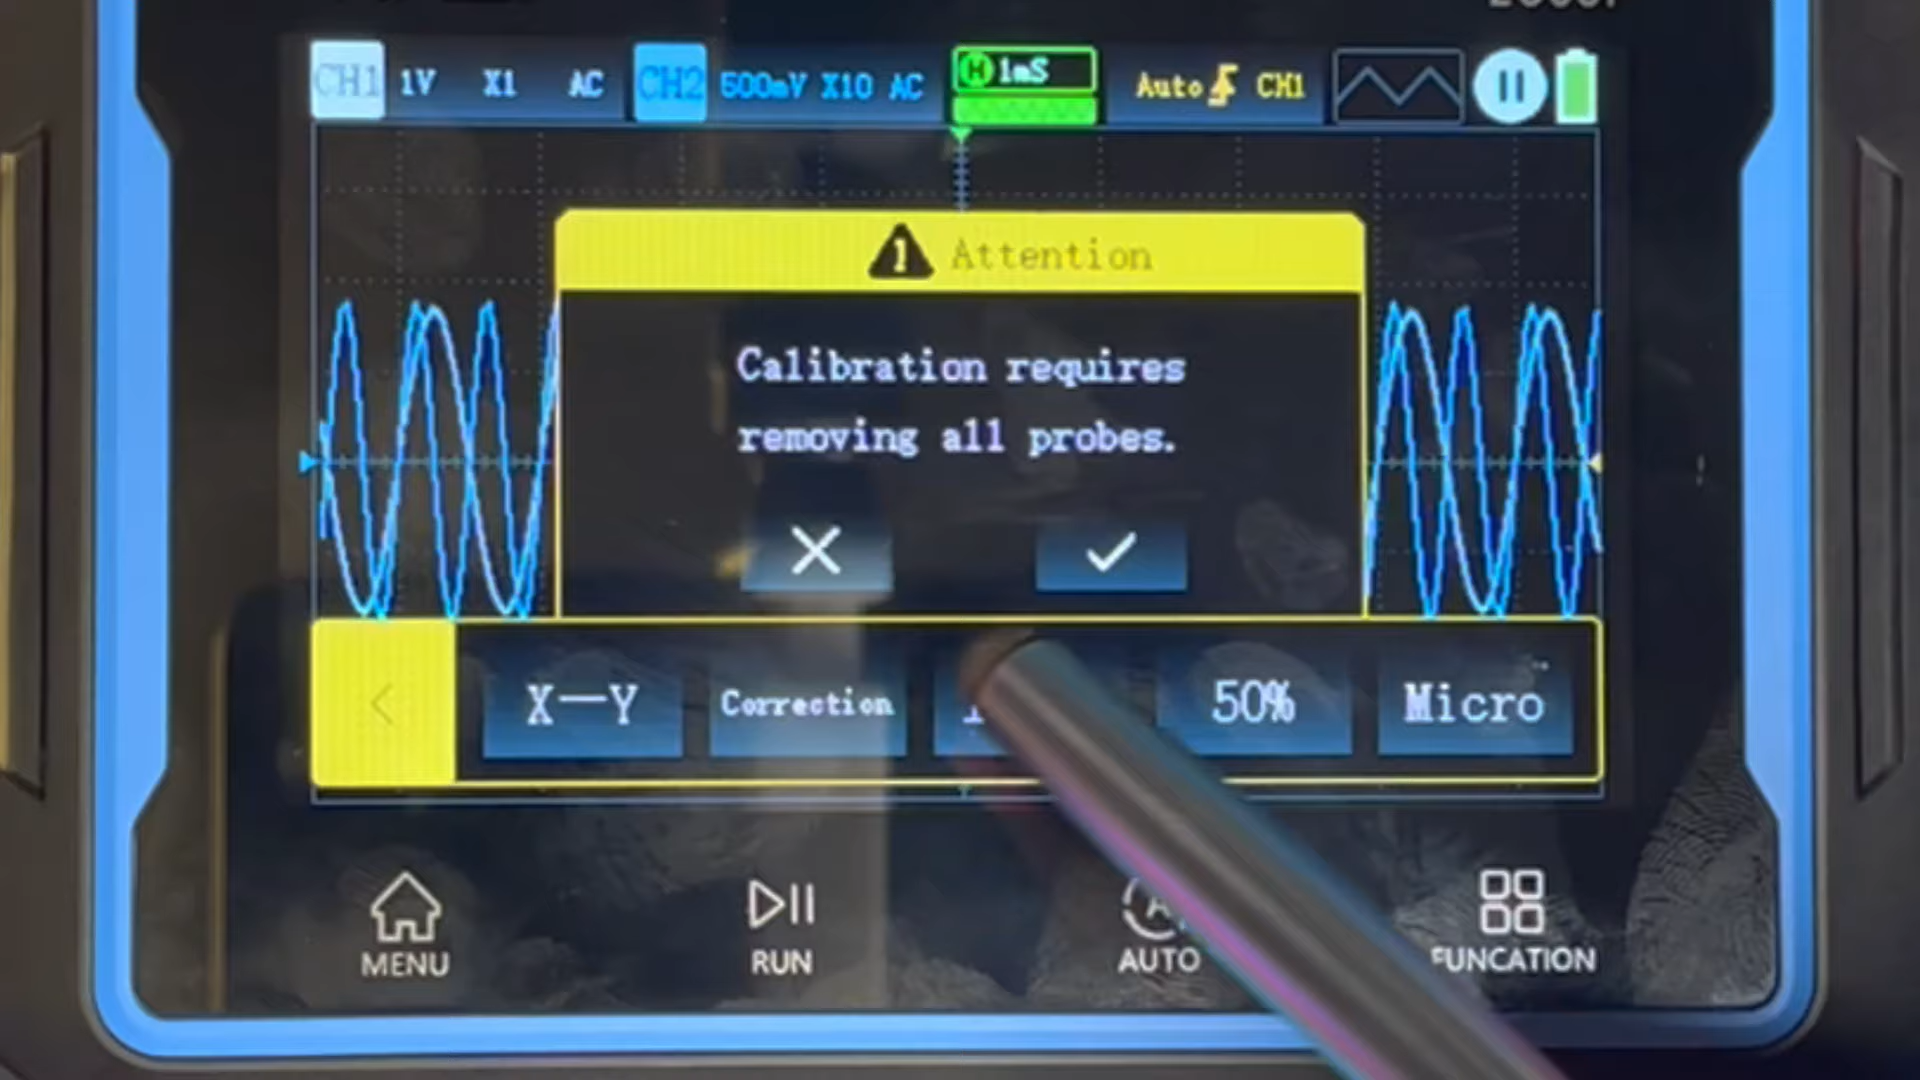 CH1 1V X1 AC CH2 500mV X10 AC H 1mS Auto CH1
Attention
Calibration requires
removing all probes.
X—Y Correction 50% Micro
MENU RUN AUTO FUNCATION